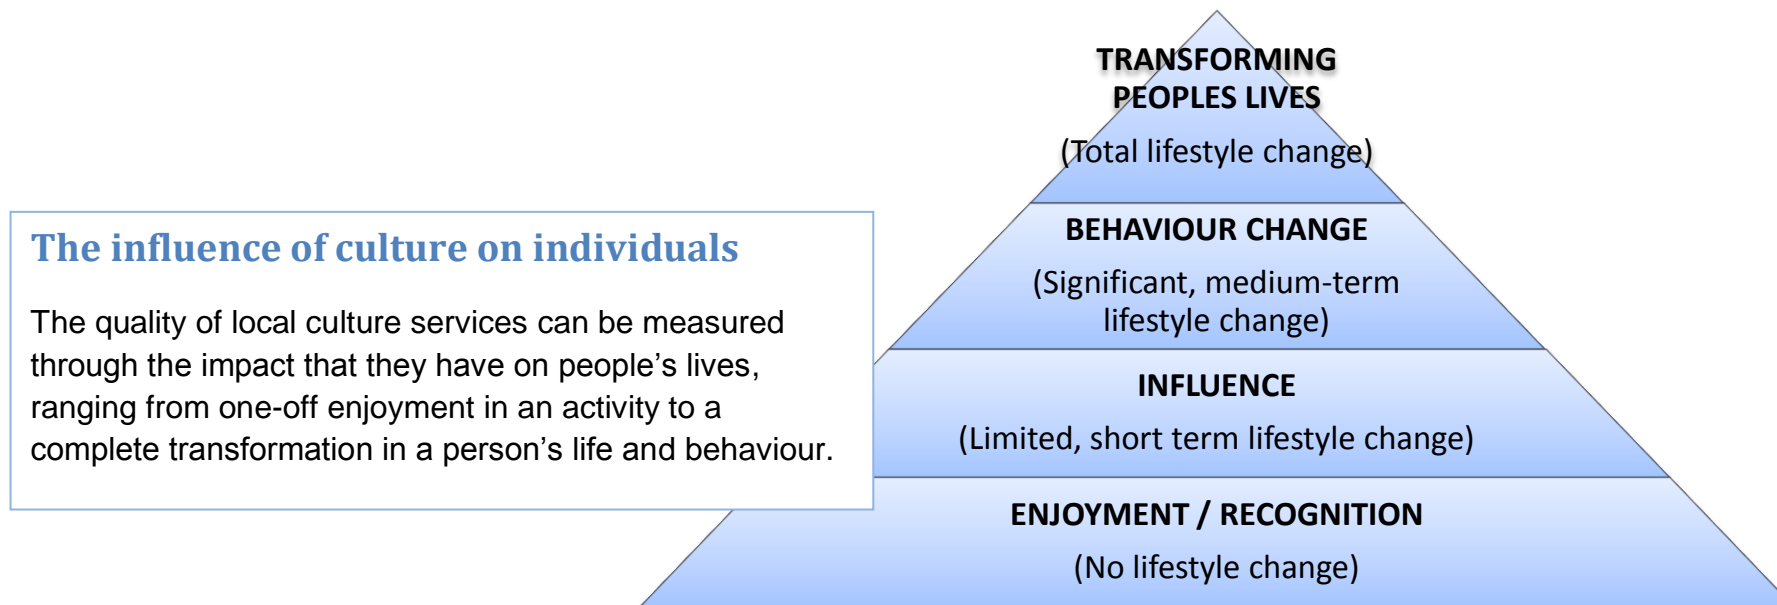 The influence of culture on individuals
The quality of local culture services can be measured
through the impact that they have on people’s lives,
ranging from one-off enjoyment in an activity to a
complete transformation in a person’s life and behaviour.
TRANSFORMING
PEOPLES LIVES
(Total lifestyle change)
BEHAVIOUR CHANGE
(Significant, medium-term
lifestyle change)
INFLUENCE
(Limited, short term lifestyle change)
ENJOYMENT / RECOGNITION
(No lifestyle change)